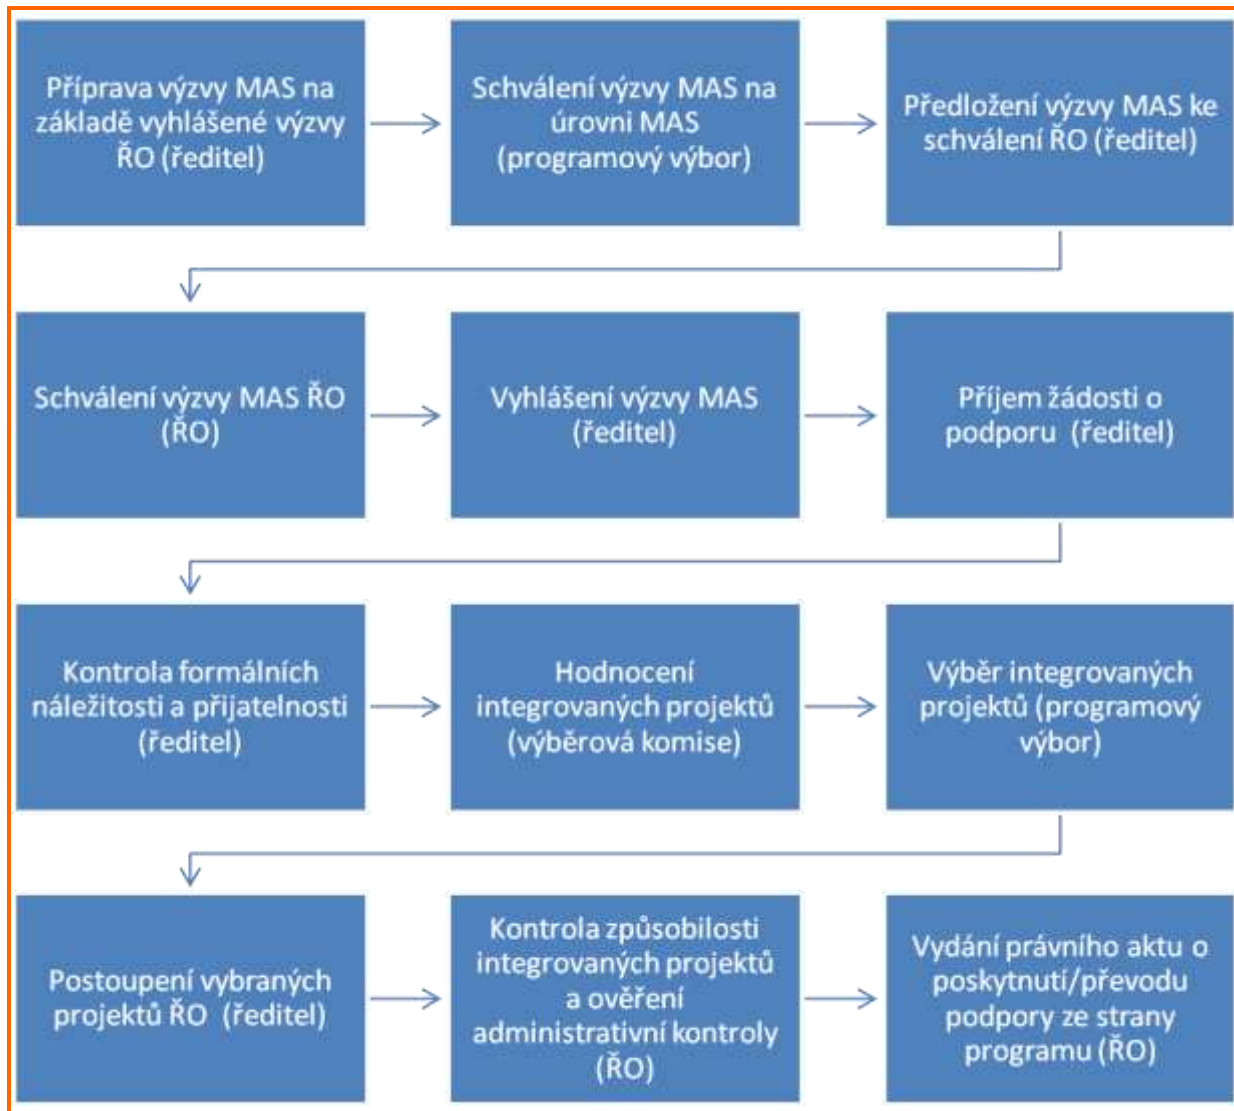 Příprava výzvy MAS na
základě vyhlášené výzvy
ŘO (ředitel)
Schválení výzvy MAS na
úrovni MAS
(programový výbor)
Předložení výzvy MAS ke
schválení ŘO (ředitel)
Schválení výzvy MAS ŘO
(ŘO)
Vyhlášení výzvy MAS
(ředitel)
Příjem žádosti o
podporu (ředitel)
Kontrola formálních
náležitosti a přijatelnosti
(ředitel)
Hodnocení
integrovaných projektů
(výběrová komise)
Výběr integrovaných
projektů (programový
výbor)
Postoupení vybraných
projektů ŘO (ředitel)
Kontrola způsobilosti
integrovaných projektů
a ověření
administrativní kontroly
(ŘO)
Vydání právního aktu o
poskytnutí/převodu
podpory ze strany
programu (ŘO)